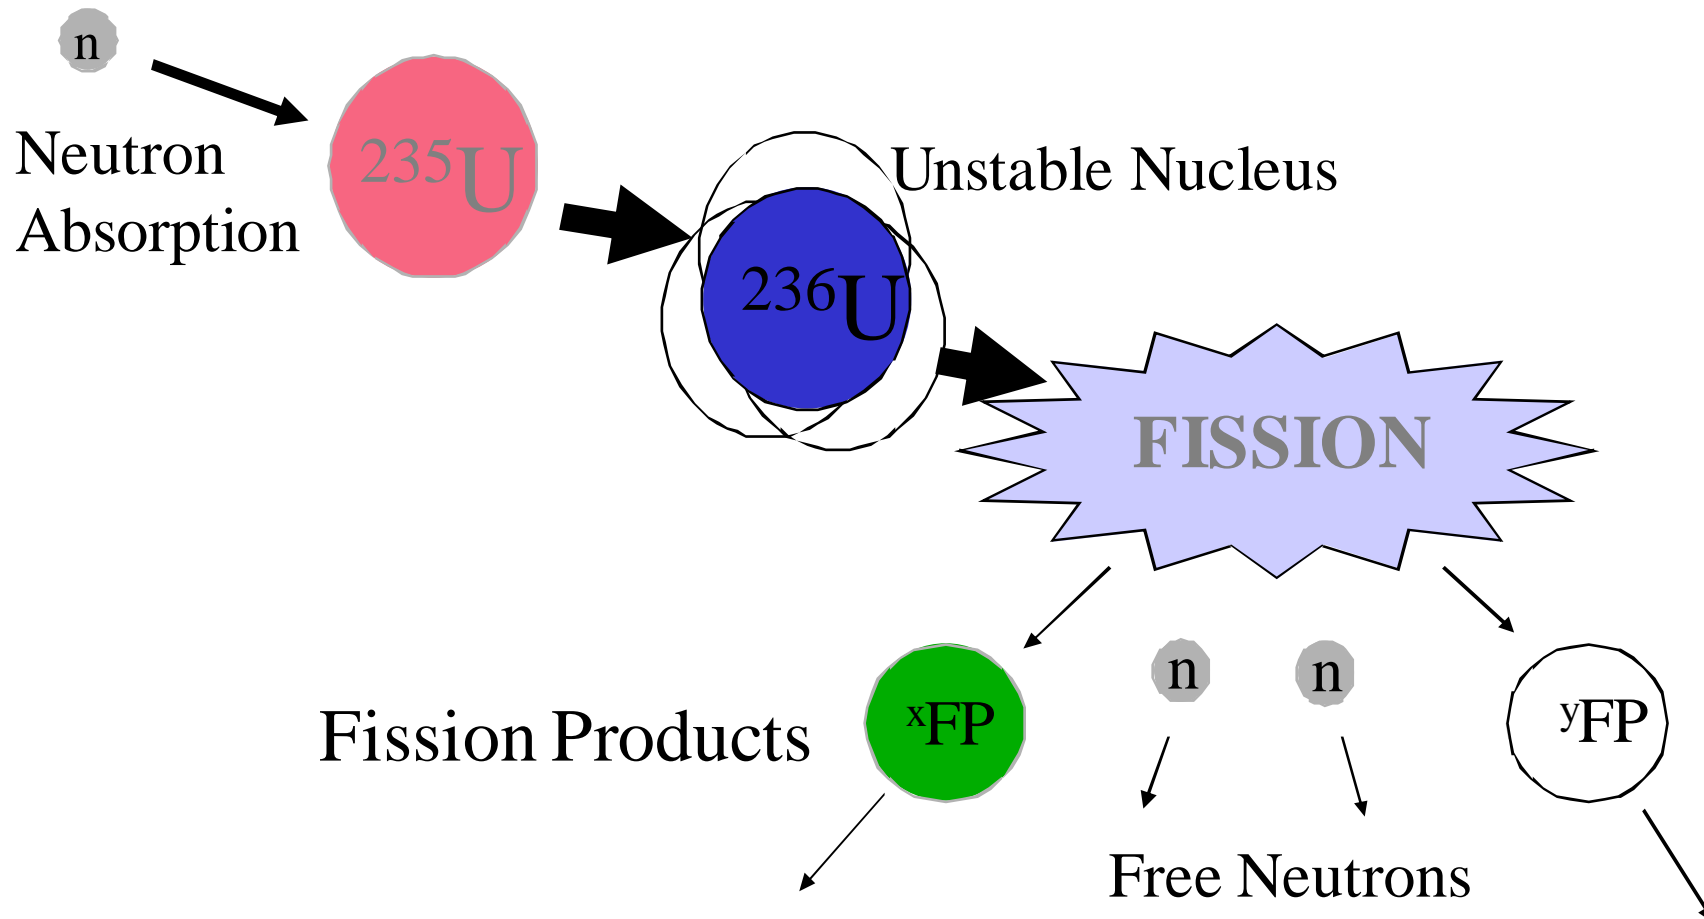 n
Neutron
Absorption
²³⁵U
Unstable Nucleus
²³⁶U
FISSION
n
n
Fission Products
ˣFP
ʸFP
Free Neutrons